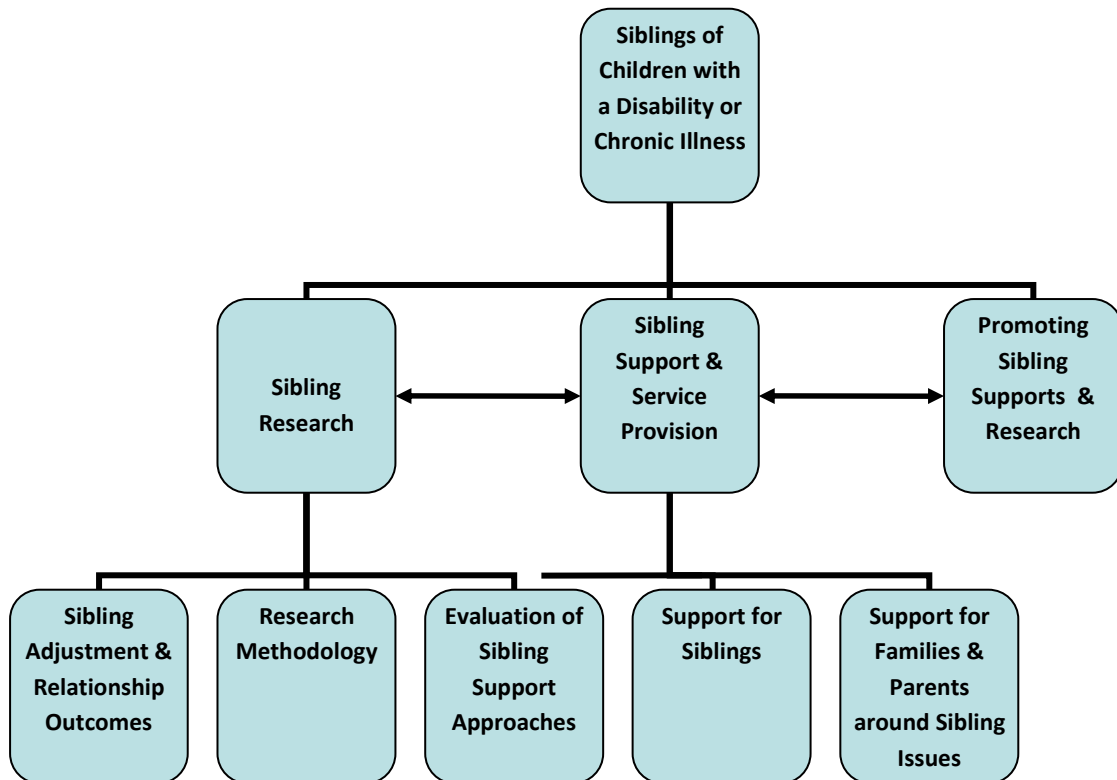 Siblings of
Children with
a Disability or
Chronic Illness
Sibling
Research
Sibling
Support &
Service
Provision
Promoting
Sibling
Supports &
Research
Sibling
Adjustment &
Relationship
Outcomes
Research
Methodology
Evaluation of
Sibling
Support
Approaches
Support for
Siblings
Support for
Families &
Parents
around Sibling
Issues